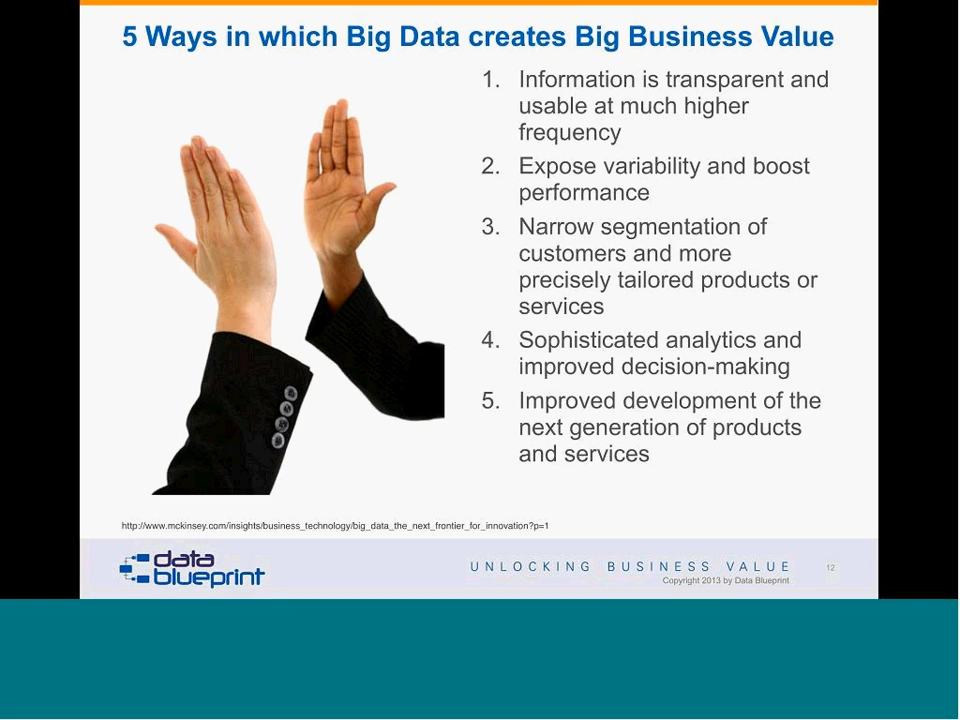 5 Ways in which Big Data creates Big Business Value
1. Information is transparent and
usable at much higher
frequency
2. Expose variability and boost
performance
3. Narrow segmentation of
customers and more
precisely tailored products or
services
4. Sophisticated analytics and
improved decision-making
5. Improved development of the
next generation of products
and services
http://www.mckinsey.com/insights/business_technology/big_data_the_next_frontier_for_innovation?p=1
data
blueprint
UNLOCKING BUSINESS VALUE
12
Copyright 2013 by Data Blueprint